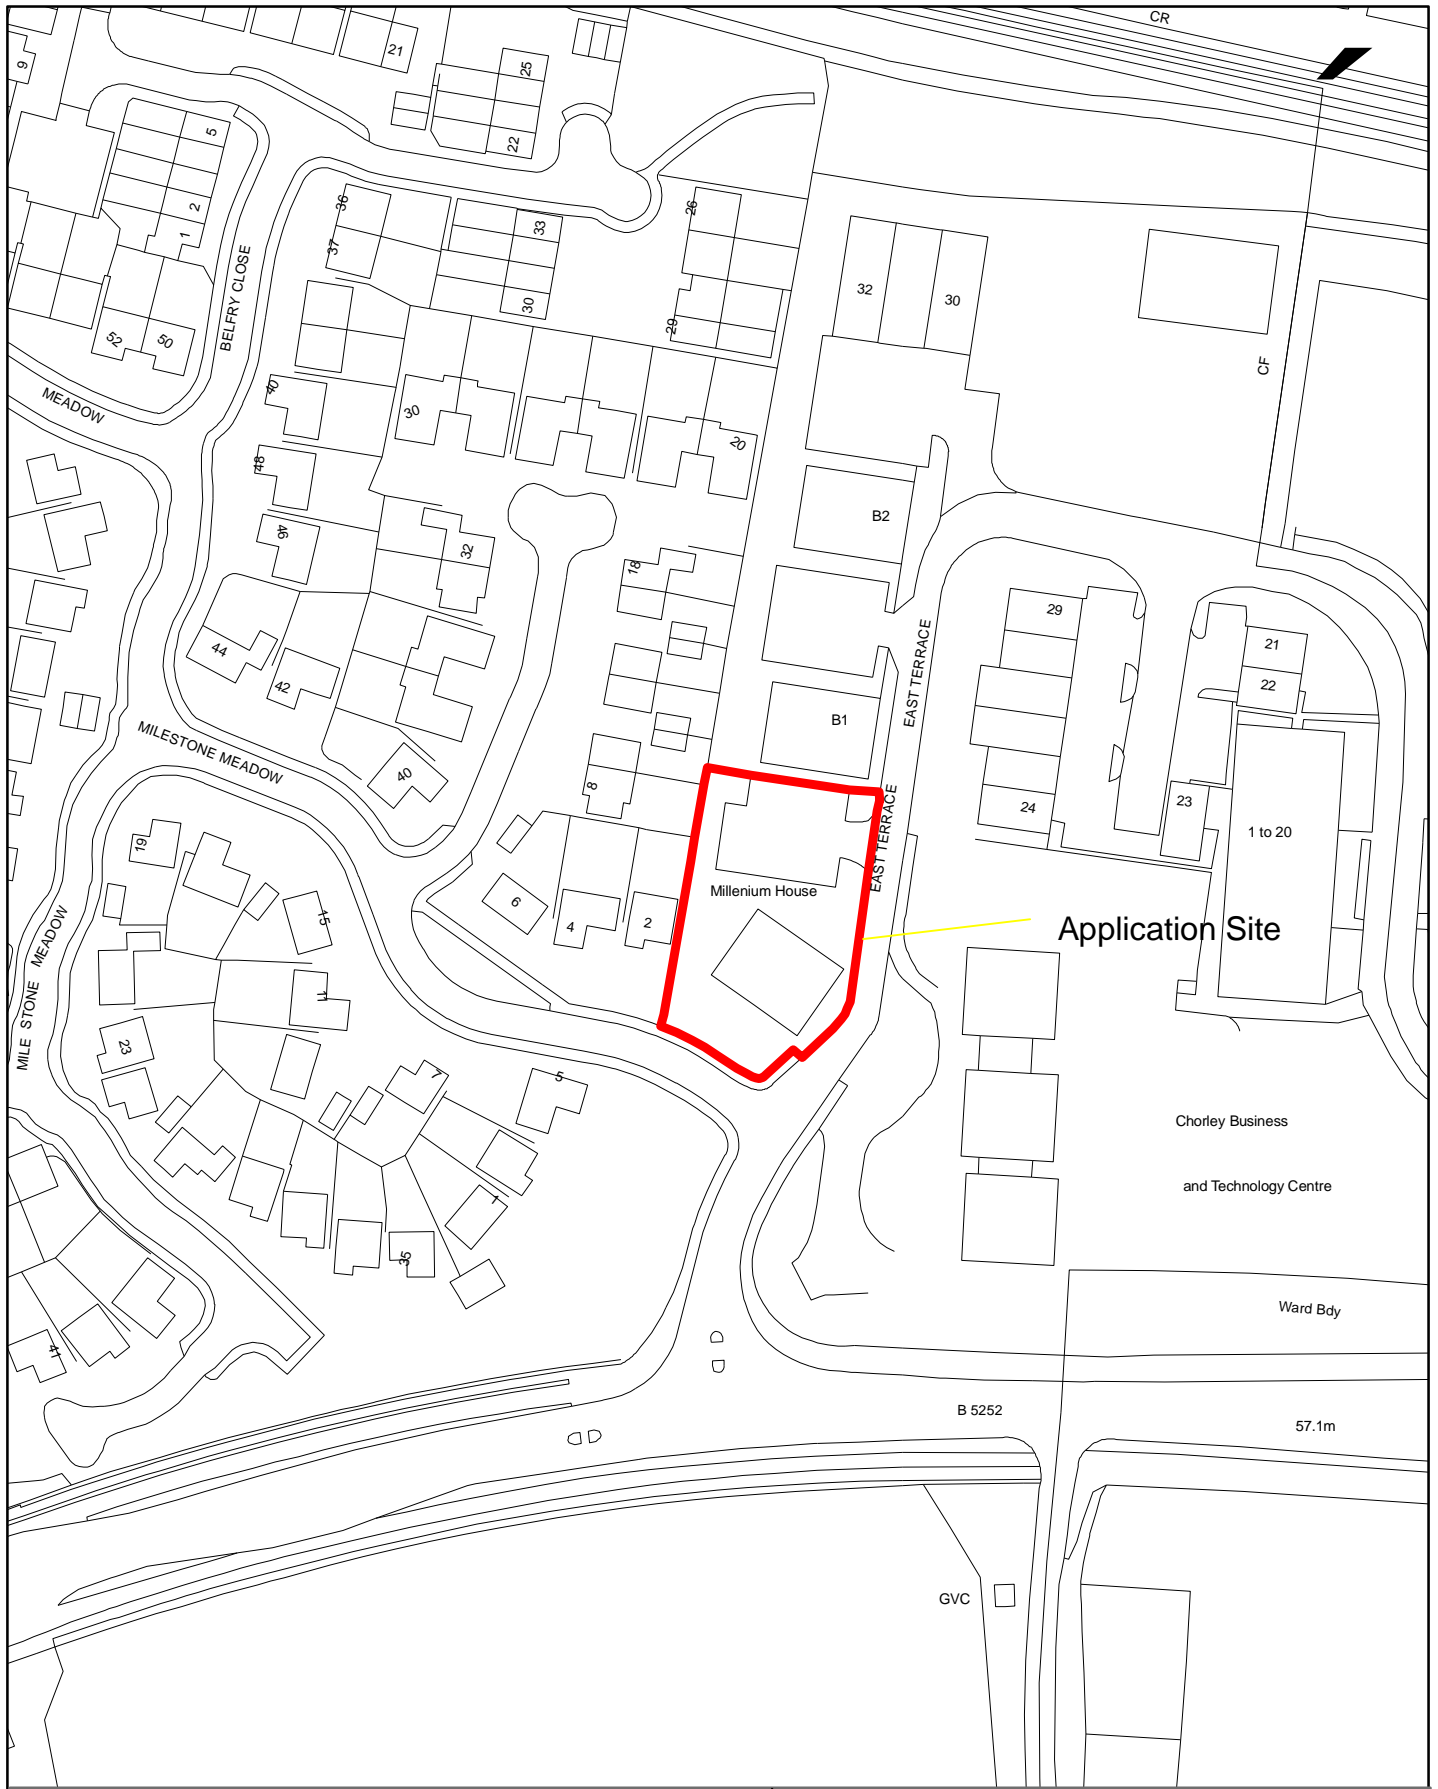 CR
21
9
25
5
22
2
36
26
33
1
37
BELFRY CLOSE
32
30
30
29
52
50
CF
40
MEADOW
30
20
48
B2
46
32
18
29
EAST TERRACE
21
44
42
22
B1
MILESTONE MEADOW
40
8
EAST TERRACE
23
24
1 to 20
19
Millenium House
6
15
2
4
Application Site
MILE STONE MEADOW
11
23
7
5
Chorley Business
and Technology Centre
1
35
Ward Bdy
41
B 5252
57.1m
GVC